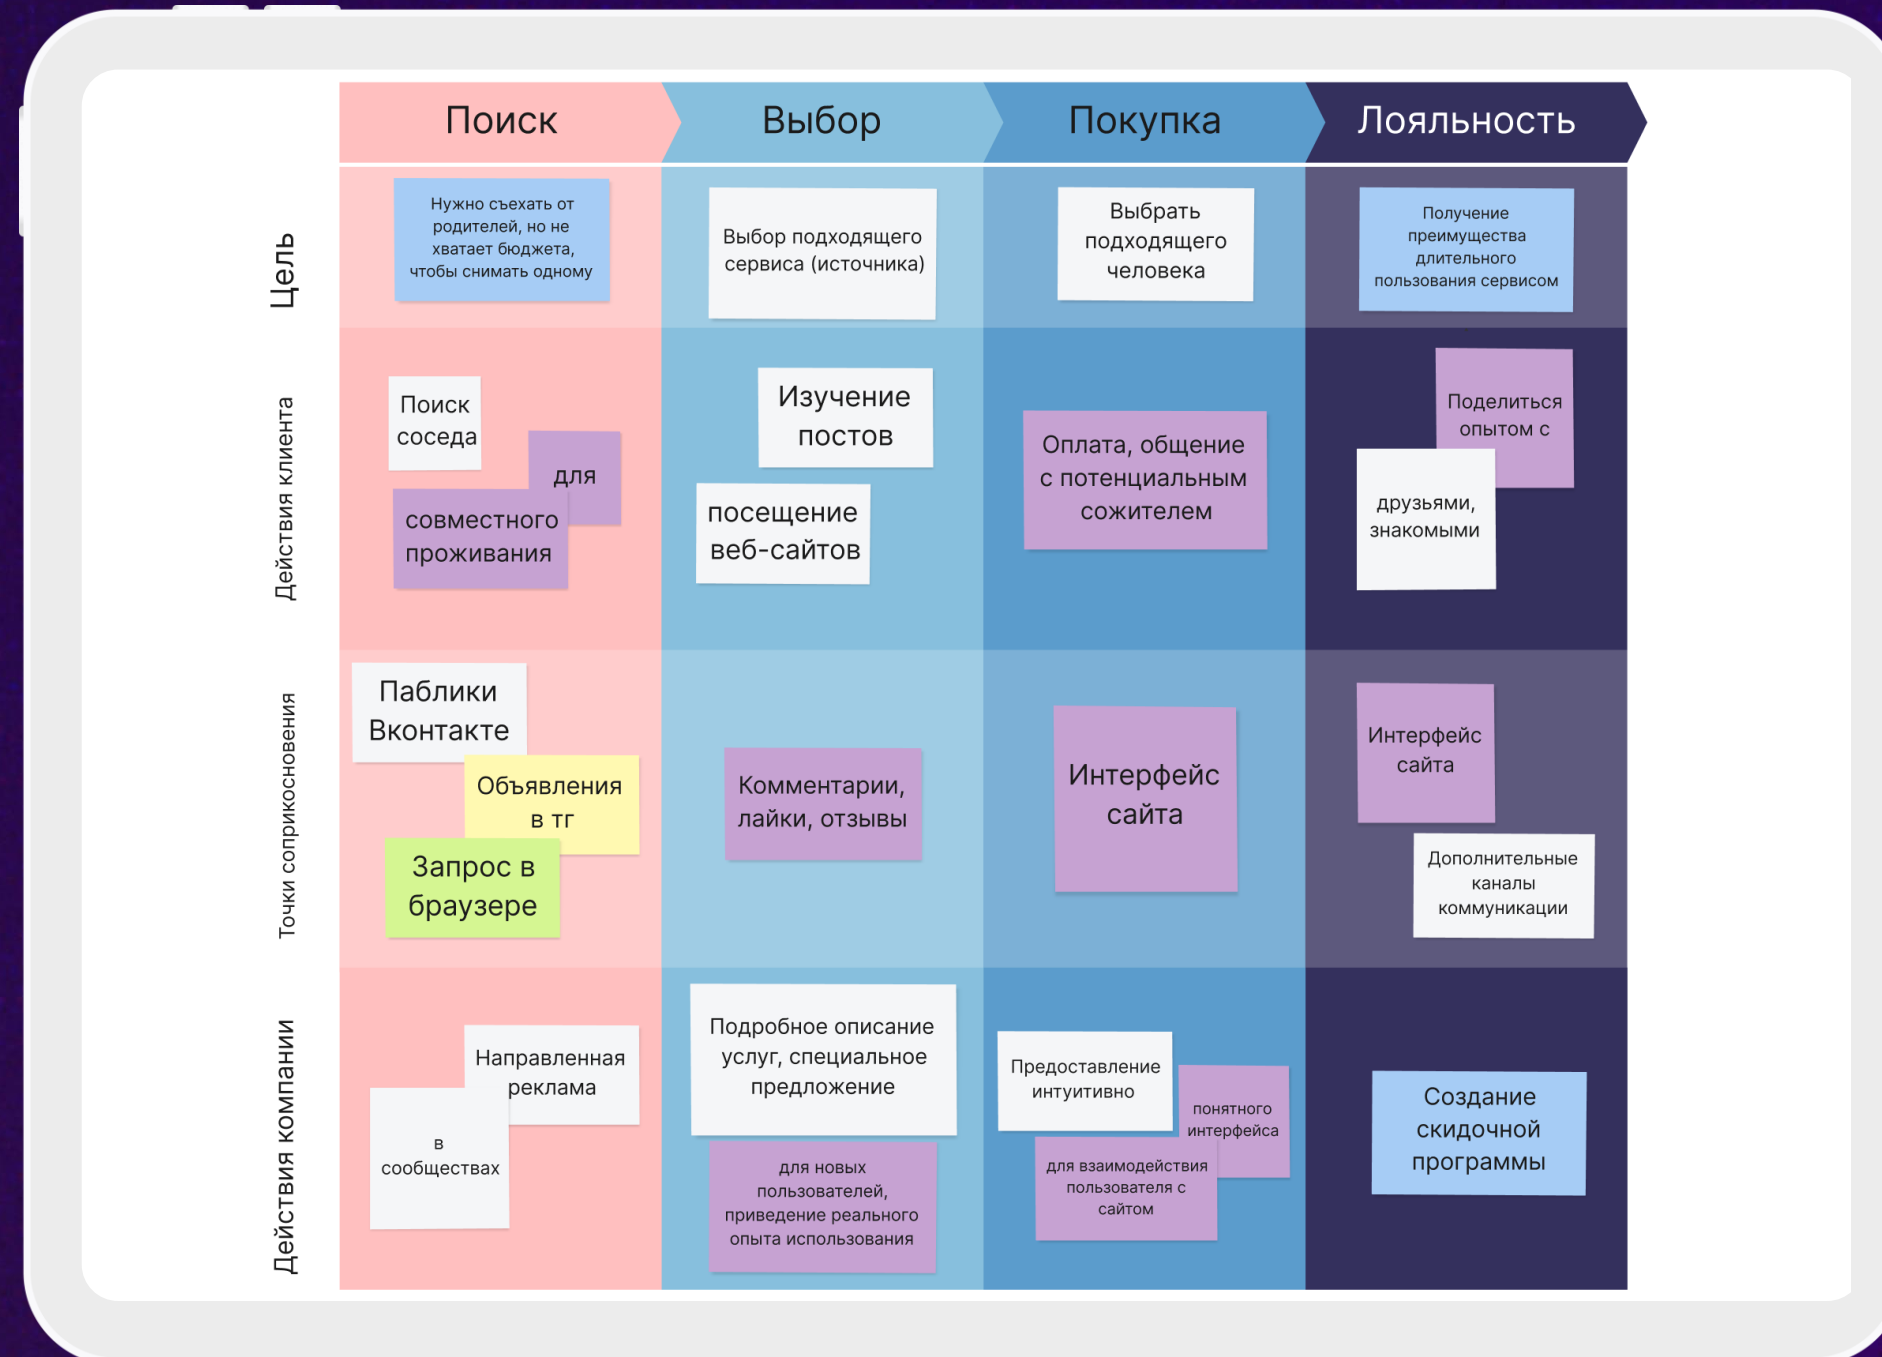 Поиск
Выбор
Покупка
Лояльность
Цель
Нужно съехать от
родителей, но не
хватает бюджета,
чтобы снимать одному
Выбор подходящего
сервиса (источника)
Выбрать
подходящего
человека
Получение
преимущества
длительного
пользования сервисом
Действия клиента
Поиск
соседа
для
совместного
проживания
Изучение
постов
посещение
веб-сайтов
Оплата, общение
с потенциальным
сожителем
Поделиться
опытом с
друзьями,
знакомыми
Точки соприкосновения
Паблики
Вконтакте
Объявления
в тг
Запрос в
браузере
Комментарии,
лайки, отзывы
Интерфейс
сайта
Интерфейс
сайта
Дополнительные
каналы
коммуникации
Действия компании
Направленная
реклама
в
сообществах
Подробное описание
услуг, специальное
предложение
для новых
пользователей,
приведение реального
опыта использования
Предоставление
интуитивно
понятного
интерфейса
для взаимодействия
пользователя с
сайтом
Создание
скидочной
программы